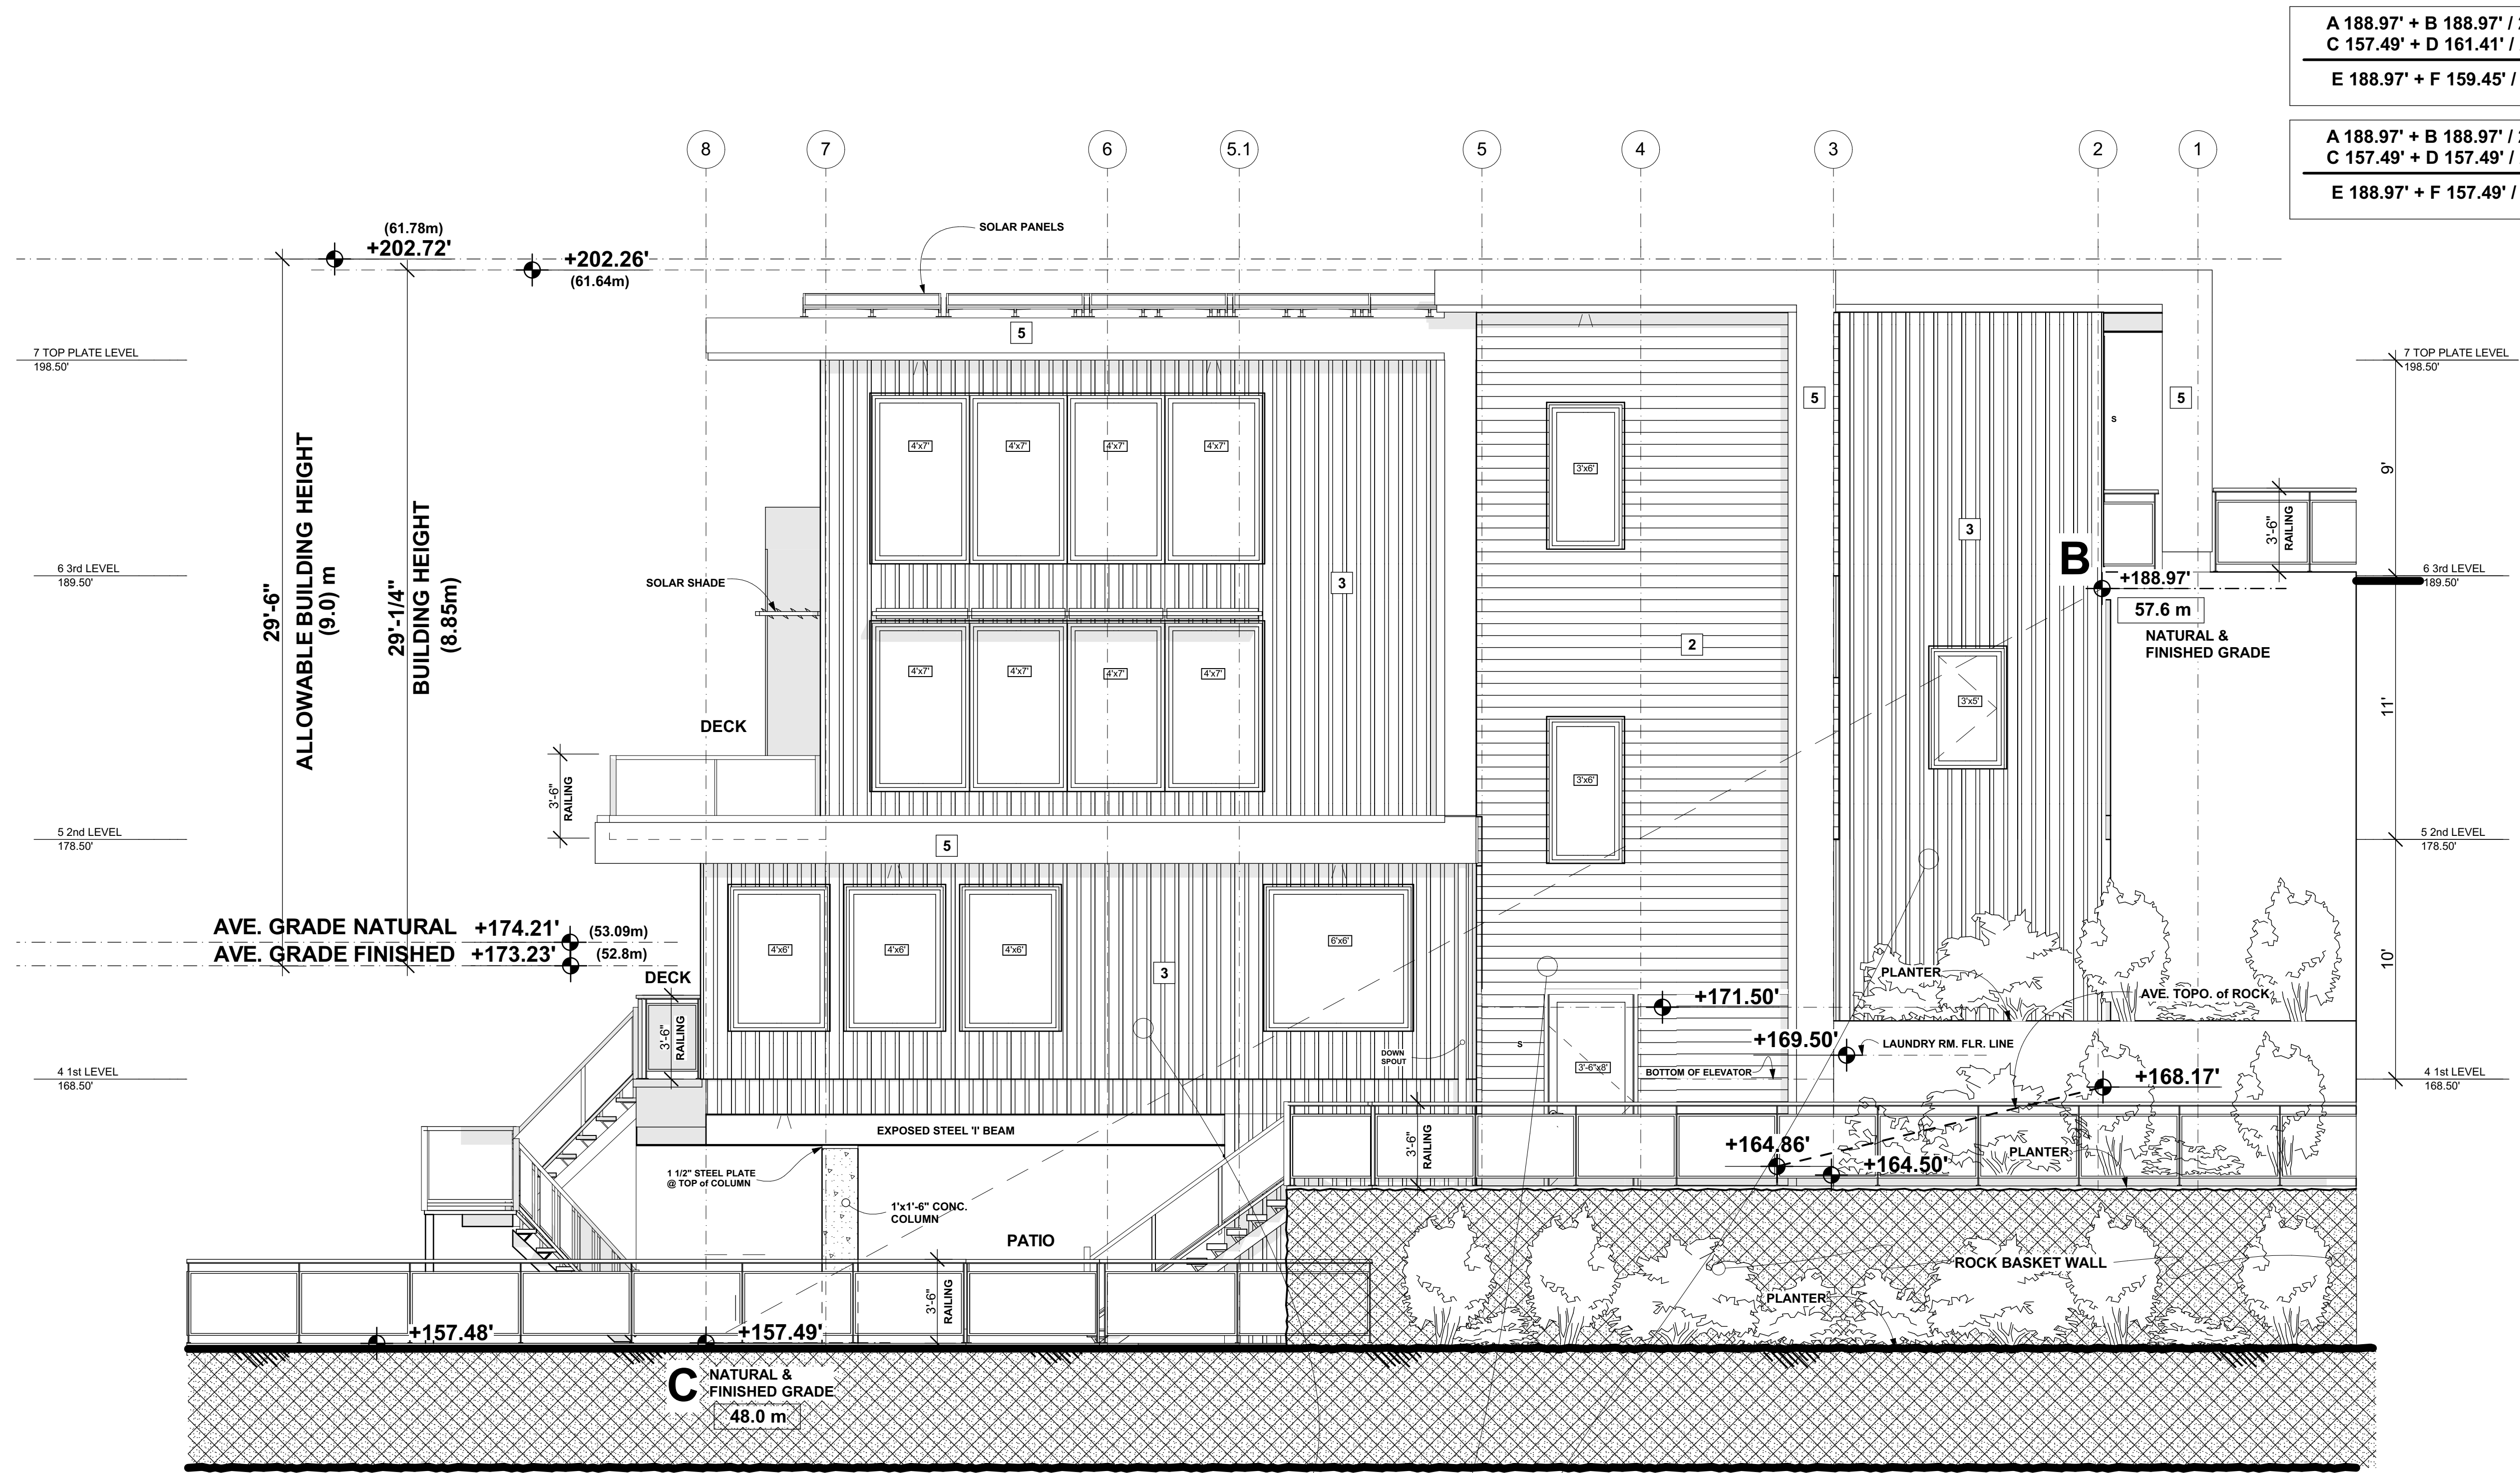 A 188.97' + B 188.97' /
C 157.49' + D 161.41' /
E 188.97' + F 159.45' /
A 188.97' + B 188.97' /
C 157.49' + D 157.49' /
E 188.97' + F 157.49' /
8
7
6
5.1
5
4
3
2
1
SOLAR PANELS
(61.78m)
+202.72'
+202.26'
(61.64m)
5
7 TOP PLATE LEVEL
198.50'
7 TOP PLATE LEVEL
198.50'
5
5
S
4'x7'
4'x7'
4'x7'
4'x7'
3'x6'
9'
3
3'-6"
RAILING
B
29'-6"
ALLOWABLE BUILDING HEIGHT
(9.0) m
29'-1/4"
BUILDING HEIGHT
(8.85m)
6 3rd LEVEL
189.50'
SOLAR SHADE
3
+188.97'
57.6 m
NATURAL &
FINISHED GRADE
6 3rd LEVEL
189.50'
2
4'x7'
4'x7'
4'x7'
4'x7'
3'x5'
11'
DECK
3'-6"
RAILING
3'x6'
5 2nd LEVEL
178.50'
5
5 2nd LEVEL
178.50'
AVE. GRADE NATURAL +174.21' (53.09m)
AVE. GRADE FINISHED +173.23' (52.8m)
4'x6'
4'x6'
4'x6'
6'x6'
3
10'
DECK
3'-6"
RAILING
PLANTER
AVE. TOPO. of ROCK
+171.50'
+169.50'
LAUNDRY RM. FLR. LINE
DOWN
SPOUT
S
3'-6"x8'
BOTTOM OF ELEVATOR
+168.17'
4 1st LEVEL
168.50'
4 1st LEVEL
168.50'
EXPOSED STEEL 'I' BEAM
3'-6"
RAILING
+164.86'
+164.50'
PLANTER
1 1/2" STEEL PLATE
@ TOP of COLUMN
1'x1'-6" CONC.
COLUMN
PATIO
ROCK BASKET WALL
PLANTER
3'-6"
RAILING
+157.48'
+157.49'
C
NATURAL &
FINISHED GRADE
48.0 m